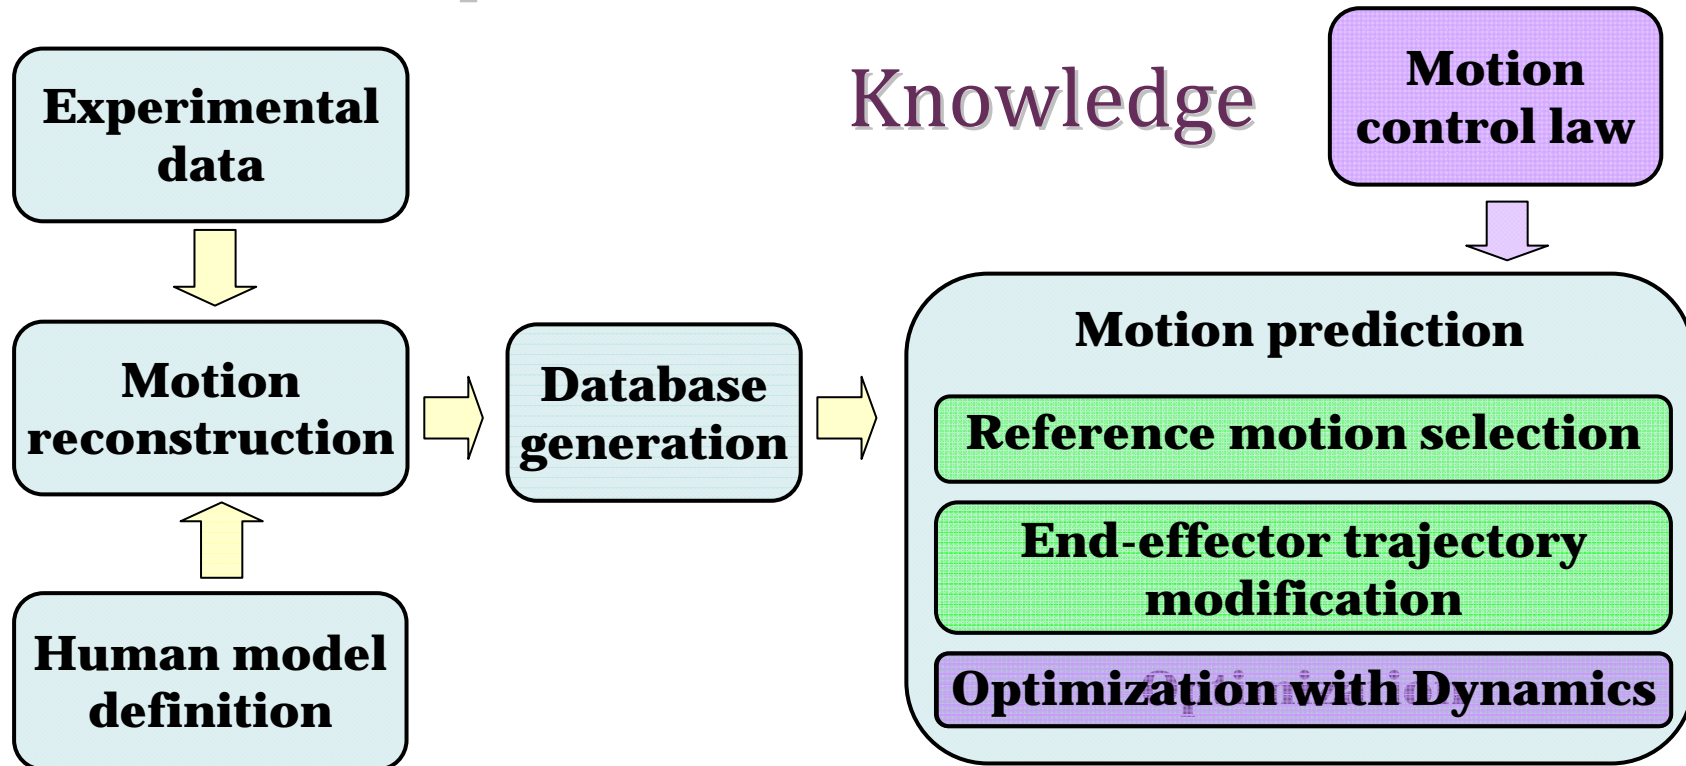 Experimental
data
Knowledge
Motion
control law
Motion
reconstruction
Database
generation
Human model
definition
Motion prediction
Reference motion selection
End-effector trajectory
modification
Optimization with Dynamics